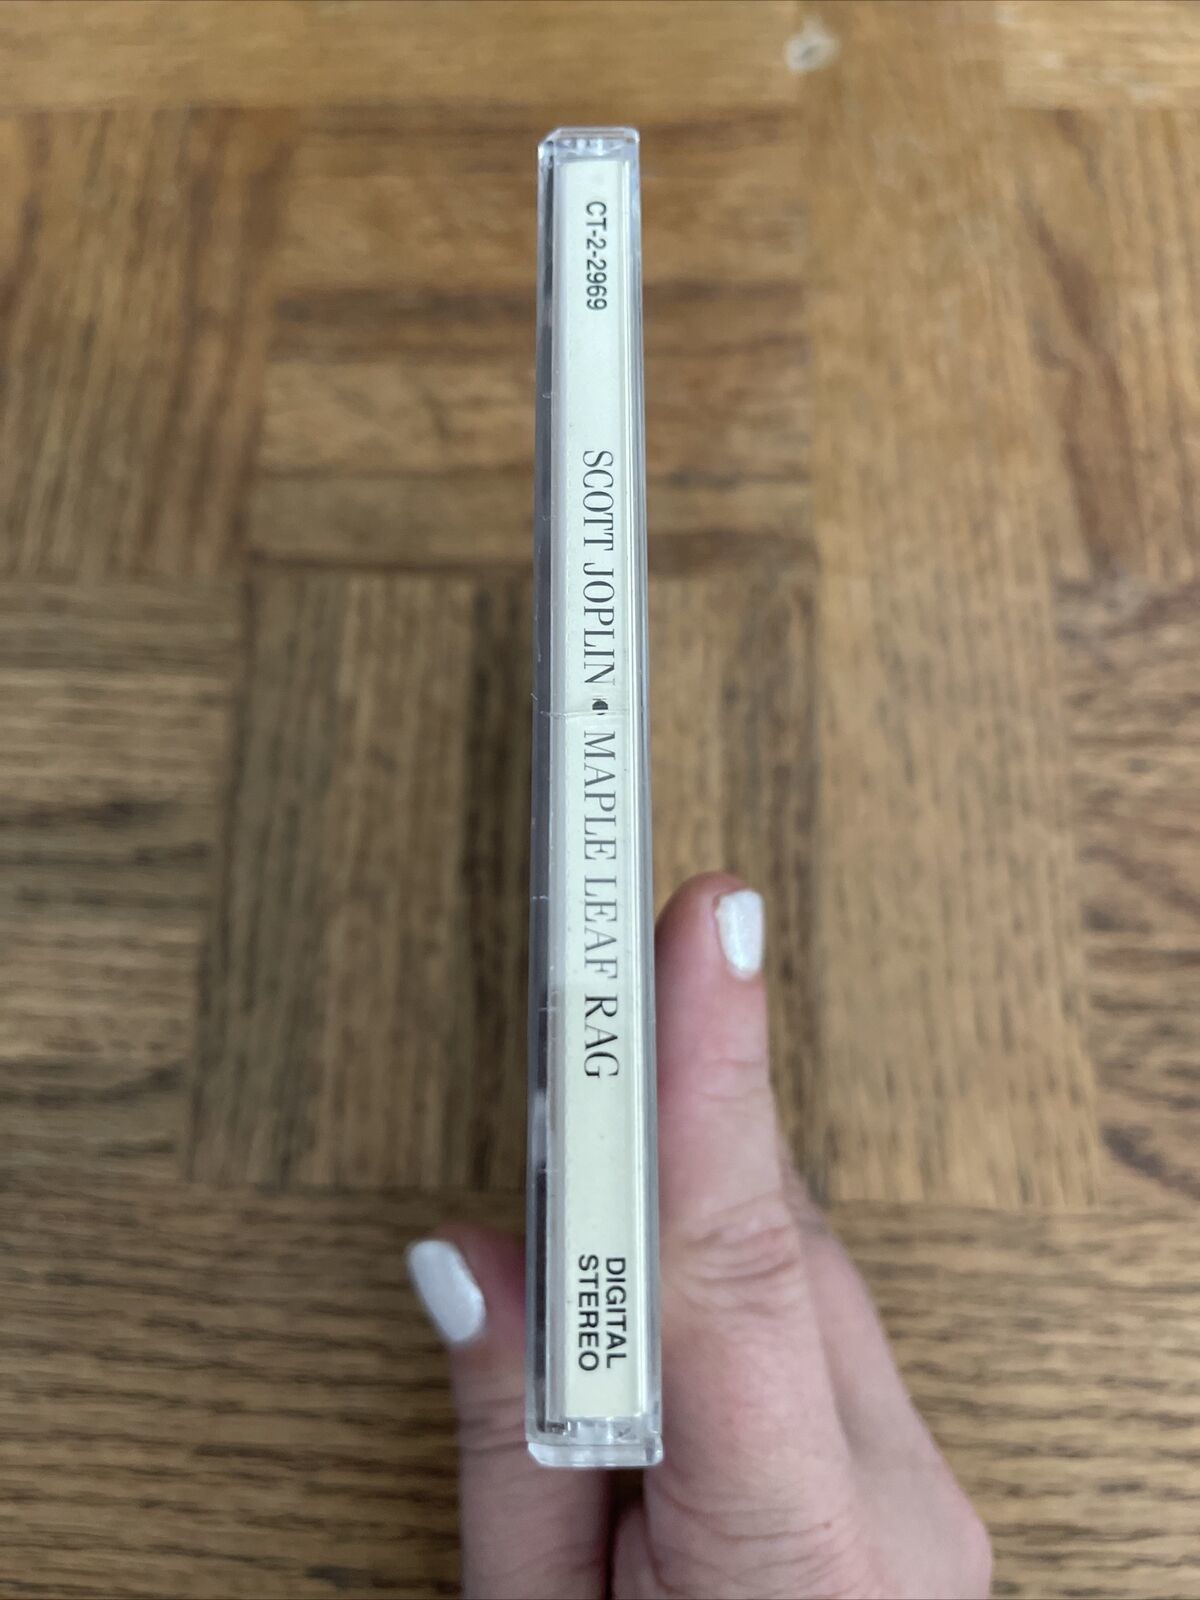 CT-2-2969
SCOTT JOPLIN • MAPLE LEAF RAG
DIGITAL
STEREO